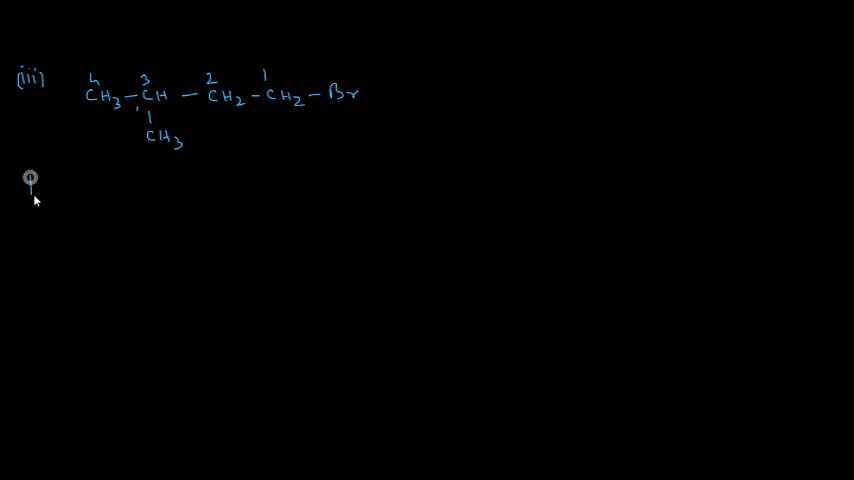 (iii) 4 3 2 1
CH3 - CH - CH2 - CH2 - Br
|
CH3